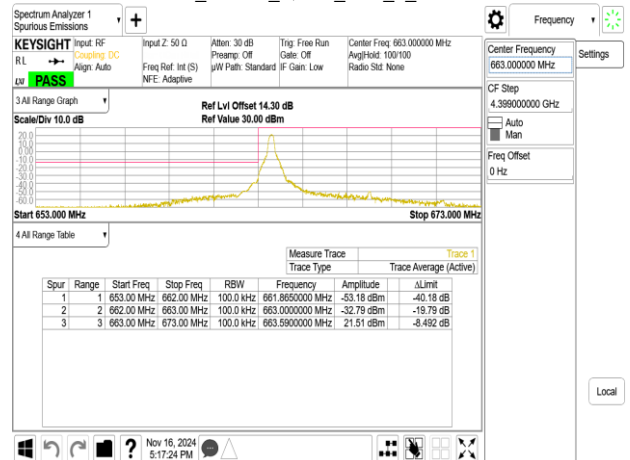 Spectrum Analyzer 1
Spurious Emissions
Frequency
KEYSIGHT
RL
LXI PASS
Input: RF
Coupling: DC
Align: Auto
Input Z: 50 Ω
Freq Ref: Int (S)
NFE: Adaptive
Atten: 30 dB
Preamp: Off
µW Path: Standard
Trig: Free Run
Gate: Off
IF Gain: Low
Center Freq: 663.000000 MHz
Avg|Hold: 100/100
Radio Std: None
Center Frequency
663.000000 MHz
Settings
CF Step
4.399000000 GHz
Auto
Man
Freq Offset
0 Hz
3 All Range Graph
Scale/Div 10.0 dB
Ref Lvl Offset 14.30 dB
Ref Value 30.00 dBm
20.0
10.0
0.00
-10.0
-20.0
-30.0
-40.0
-50.0
-60.0
Start 653.000 MHz Stop 673.000 MHz
4 All Range Table
Measure Trace Trace 1
Trace Type Trace Average (Active)
Spur Range Start Freq Stop Freq RBW Frequency Amplitude ΔLimit
1 1 653.00 MHz 662.00 MHz 100.0 kHz 661.8650000 MHz -53.18 dBm -40.18 dB
2 2 662.00 MHz 663.00 MHz 100.0 kHz 663.0000000 MHz -32.79 dBm -19.79 dB
3 3 663.00 MHz 673.00 MHz 100.0 kHz 663.5900000 MHz 21.51 dBm -8.492 dB
Local
Nov 16, 2024
5:17:24 PM